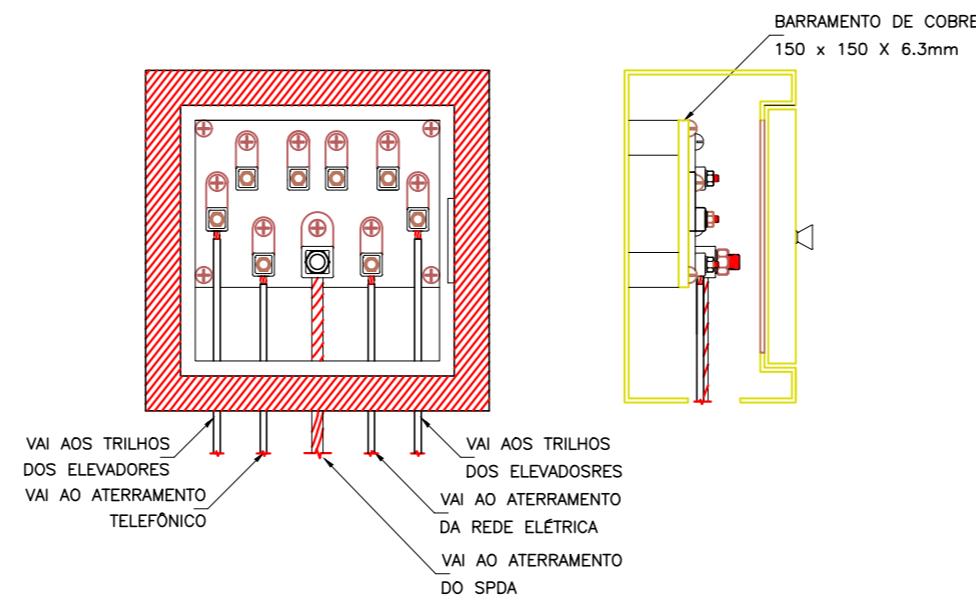 BARRAMENTO DE COBRE
150 x 150 X 6.3mm
VAI AOS TRILHOS
DOS ELEVADORES
VAI AO ATERRAMENTO
TELEFÔNICO
VAI AOS TRILHOS
DOS ELEVADOSRES
VAI AO ATERRAMENTO
DA REDE ELÉTRICA
VAI AO ATERRAMENTO
DO SPDA